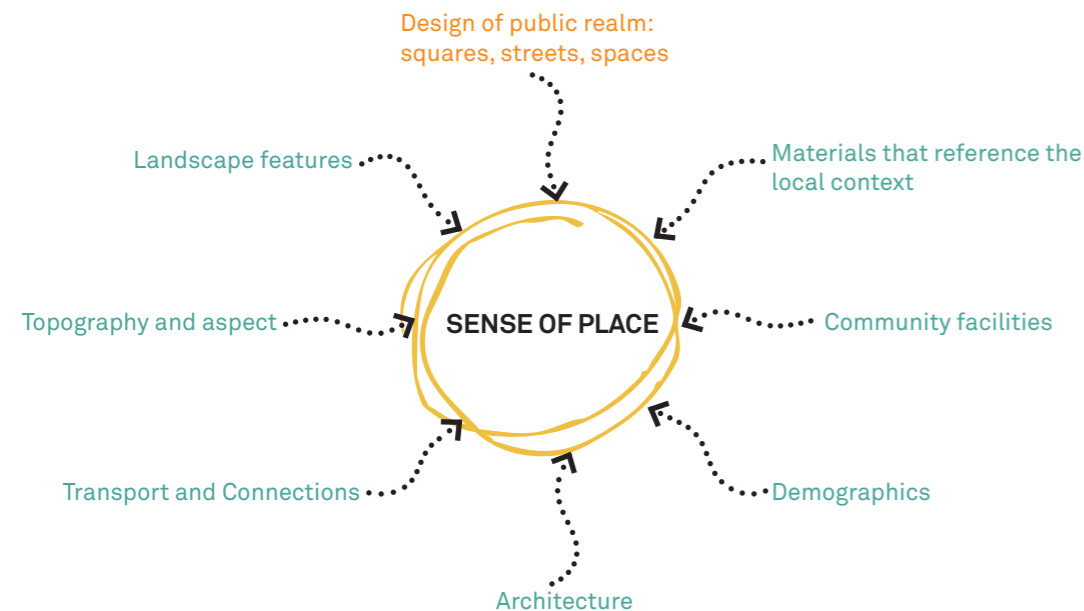 Design of public realm:
squares, streets, spaces
Landscape features
Materials that reference the
local context
Topography and aspect
SENSE OF PLACE
Community facilities
Transport and Connections
Demographics
Architecture